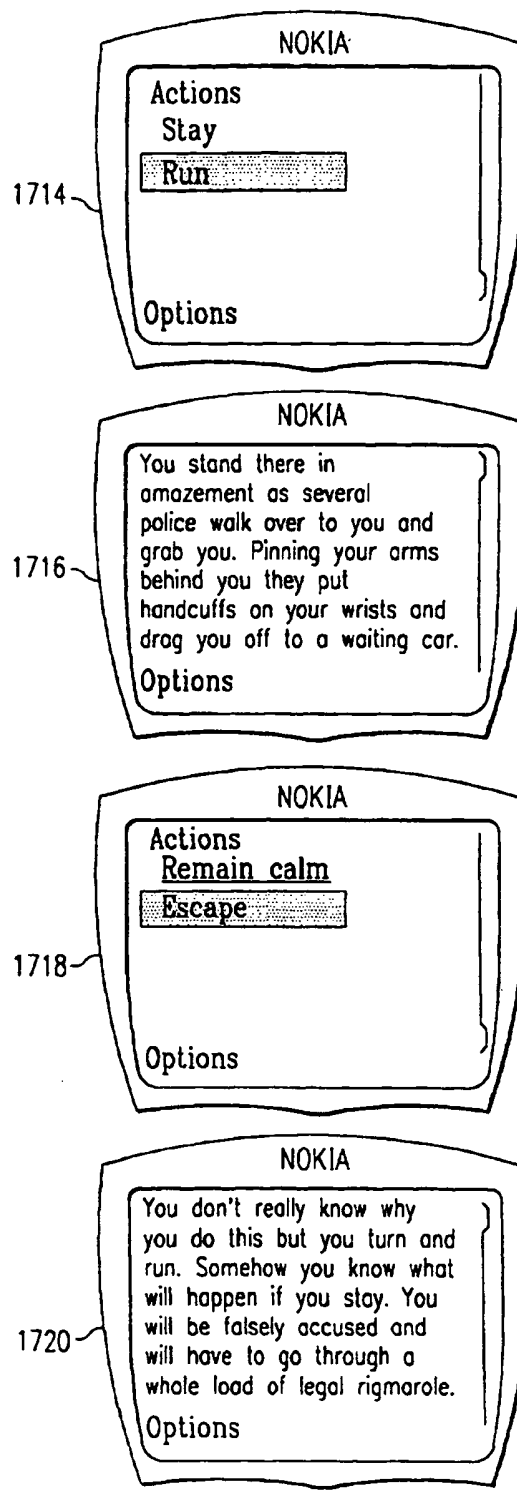 NOKIA
Actions
Stay
Run
1714
Options
NOKIA
You stand there in
amazement as several
police walk over to you and
grab you. Pinning your arms
1716
behind you they put
handcuffs on your wrists and
drag you off to a waiting car.
Options
NOKIA
Actions
Remain calm
Escape
1718
Options
NOKIA
You don't really know why
you do this but you turn and
run. Somehow you know what
will happen if you stay. You
will be falsely accused and
1720
will have to go through a
whole load of legal rigmarole.
Options